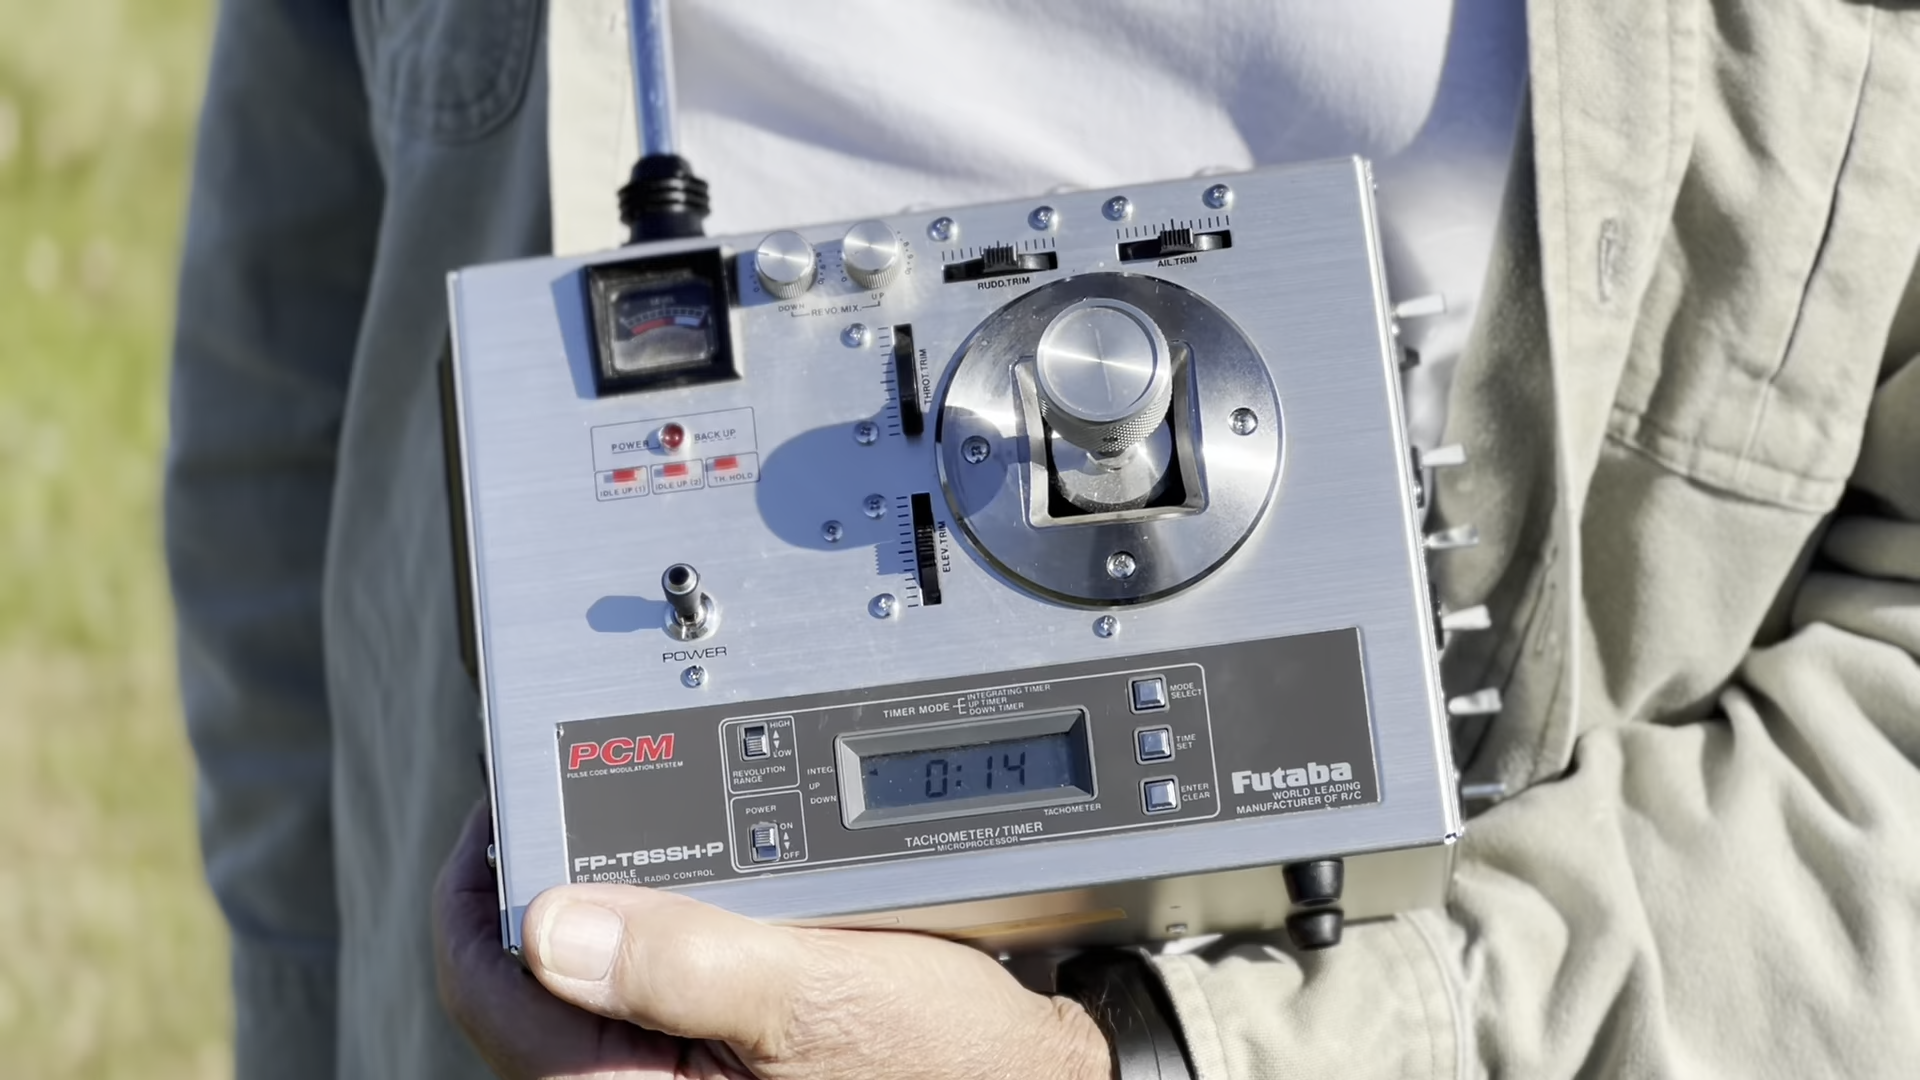 DOWN
UP
REVO.MIX.
RUDD.TRIM
AIL.TRIM
THROT.TRIM
ELEV.TRIM
POWER
BACK UP
IDLE UP (1)
IDLE UP (2)
TH. HOLD
POWER
PCM
PULSE CODE MODULATION SYSTEM
FP-T8SSH-P
RF MODULE
RADIO CONTROL
HIGH
LOW
REVOLUTION
RANGE
POWER
ON
OFF
TIMER MODE
INTEGRATING TIMER
UP TIMER
DOWN TIMER
INTEG.
UP
DOWN
0:14
TACHOMETER
TACHOMETER/TIMER
MICROPROCESSOR
MODE
SELECT
TIME
SET
ENTER
CLEAR
Futaba
WORLD LEADING
MANUFACTURER OF R/C